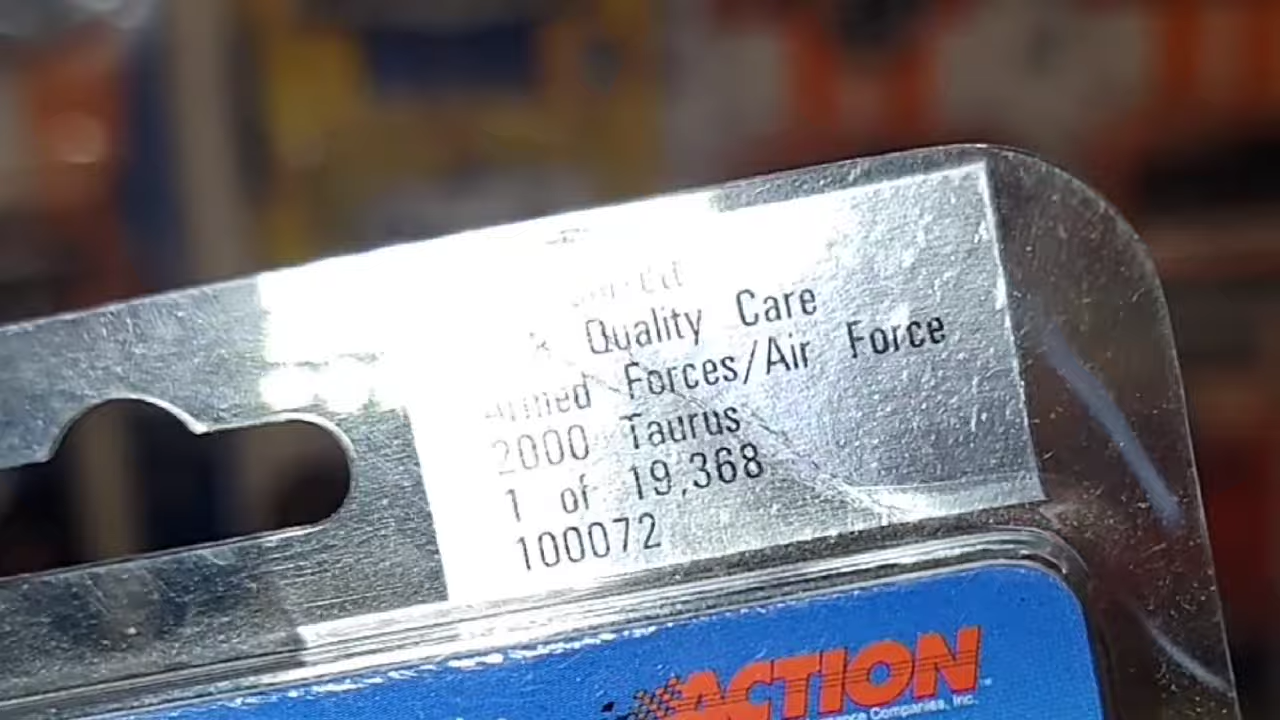 Quality Care
Armed Forces/Air Force
2000 Taurus
1 of 19,368
100072
ACTION
Companies, Inc.